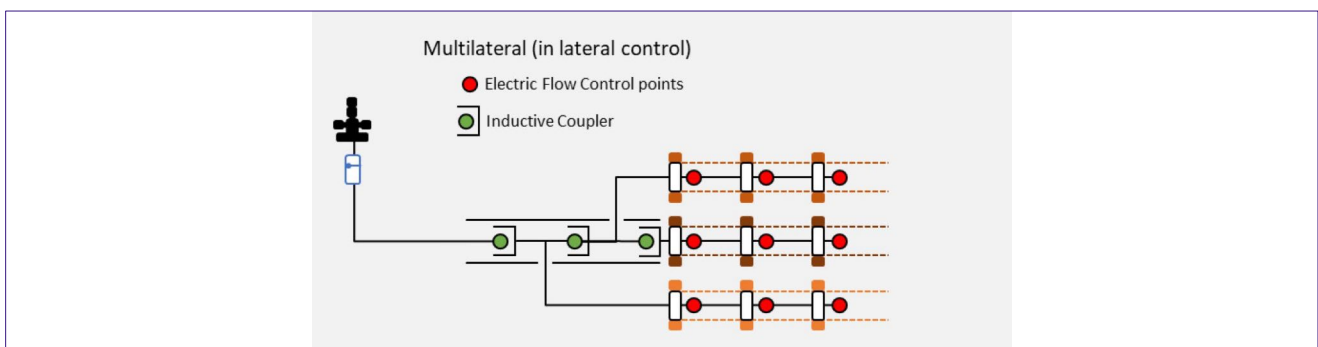 Multilateral (in lateral control)
Electric Flow Control points
Inductive Coupler